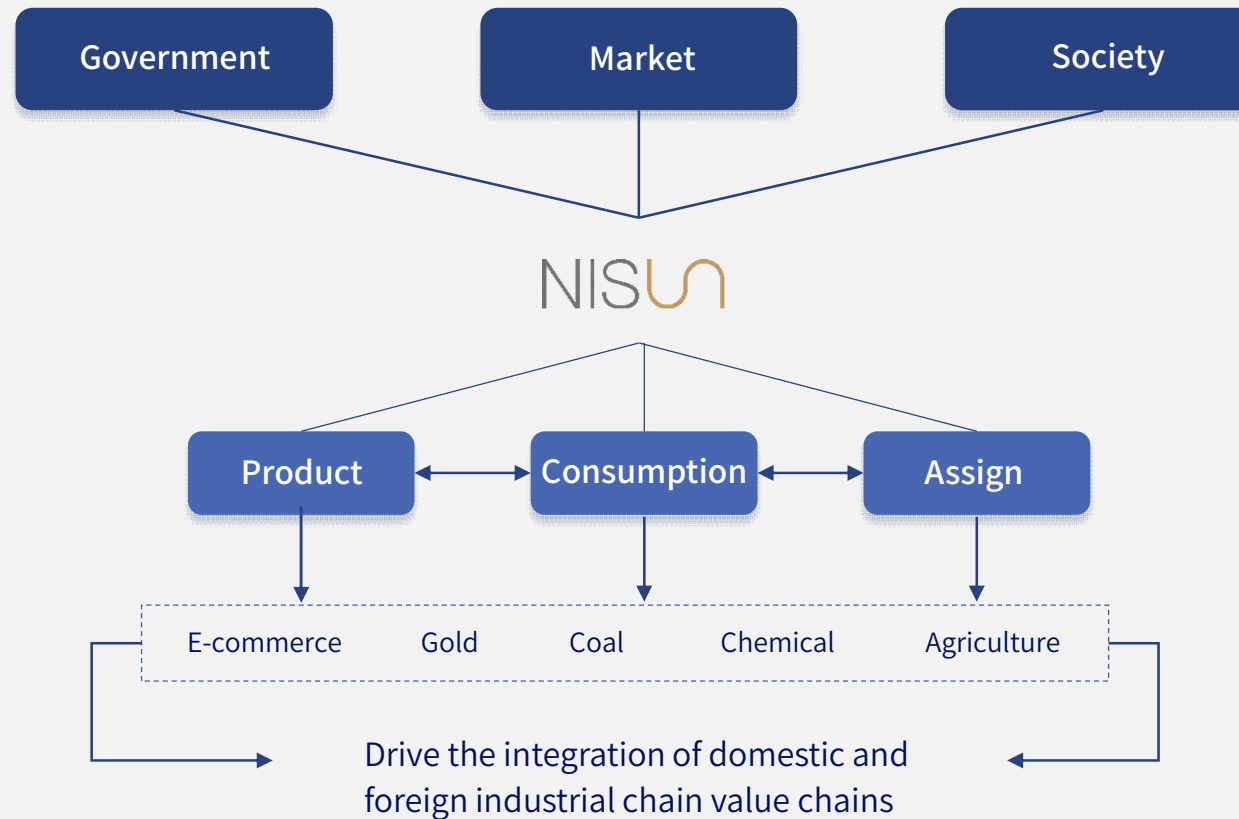 Government Market Society
NISUN
Product Consumption Assign
E-commerce Gold Coal Chemical Agriculture
Drive the integration of domestic and
foreign industrial chain value chains